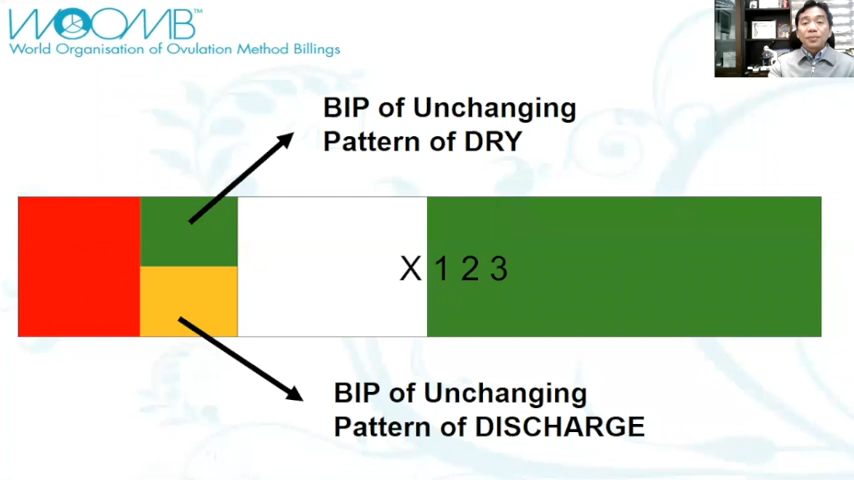 WOOMB™
World Organisation of Ovulation Method Billings
BIP of Unchanging
Pattern of DRY
X 1 2 3
BIP of Unchanging
Pattern of DISCHARGE